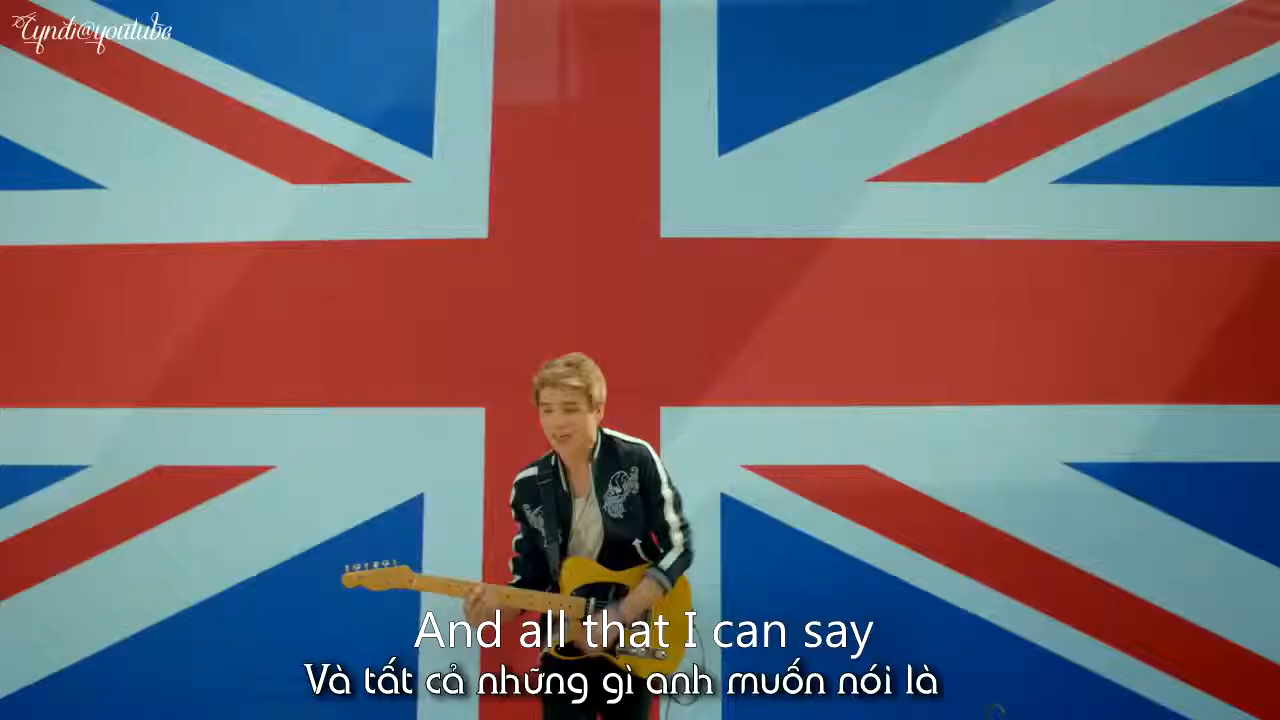 Cyndi@youtube
And all that I can say
Và tất cả những gì anh muốn nói là